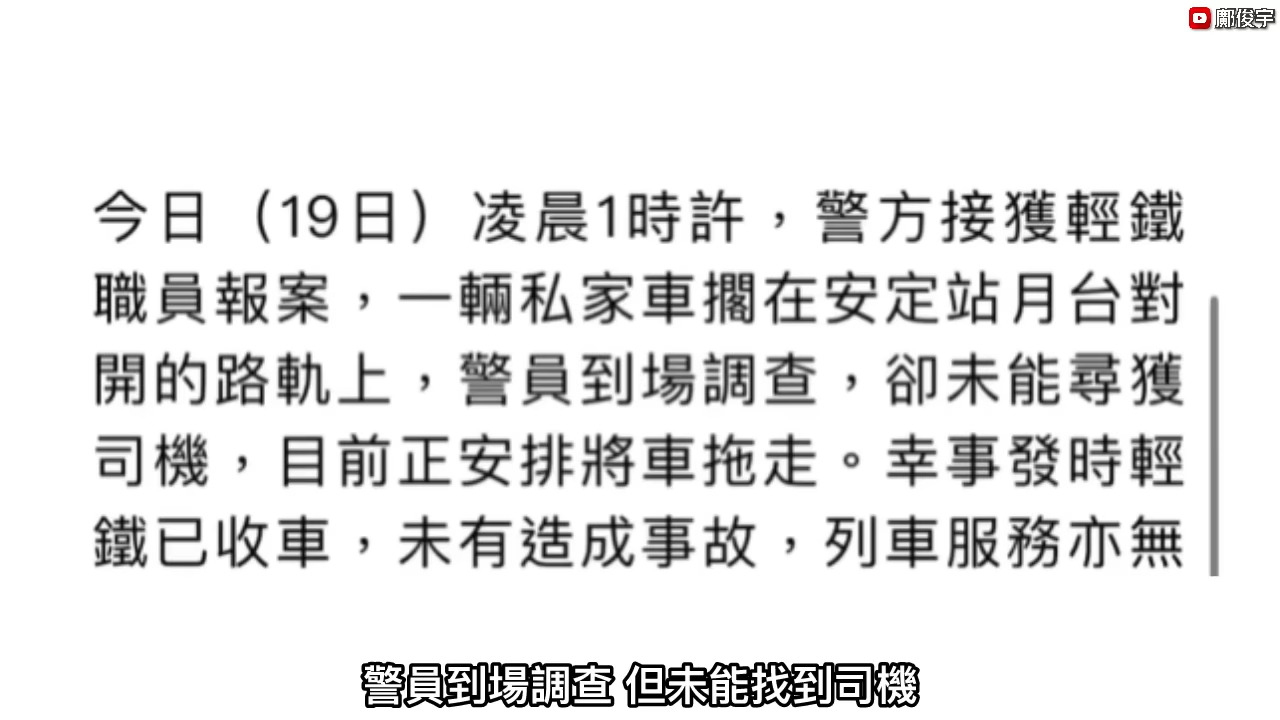 鄺俊宇
今日（19日）凌晨1時許，警方接獲輕鐵
職員報案，一輛私家車擱在安定站月台對
開的路軌上，警員到場調查，卻未能尋獲
司機，目前正安排將車拖走。幸事發時輕
鐵已收車，未有造成事故，列車服務亦無
警員到場調查 但未能找到司機